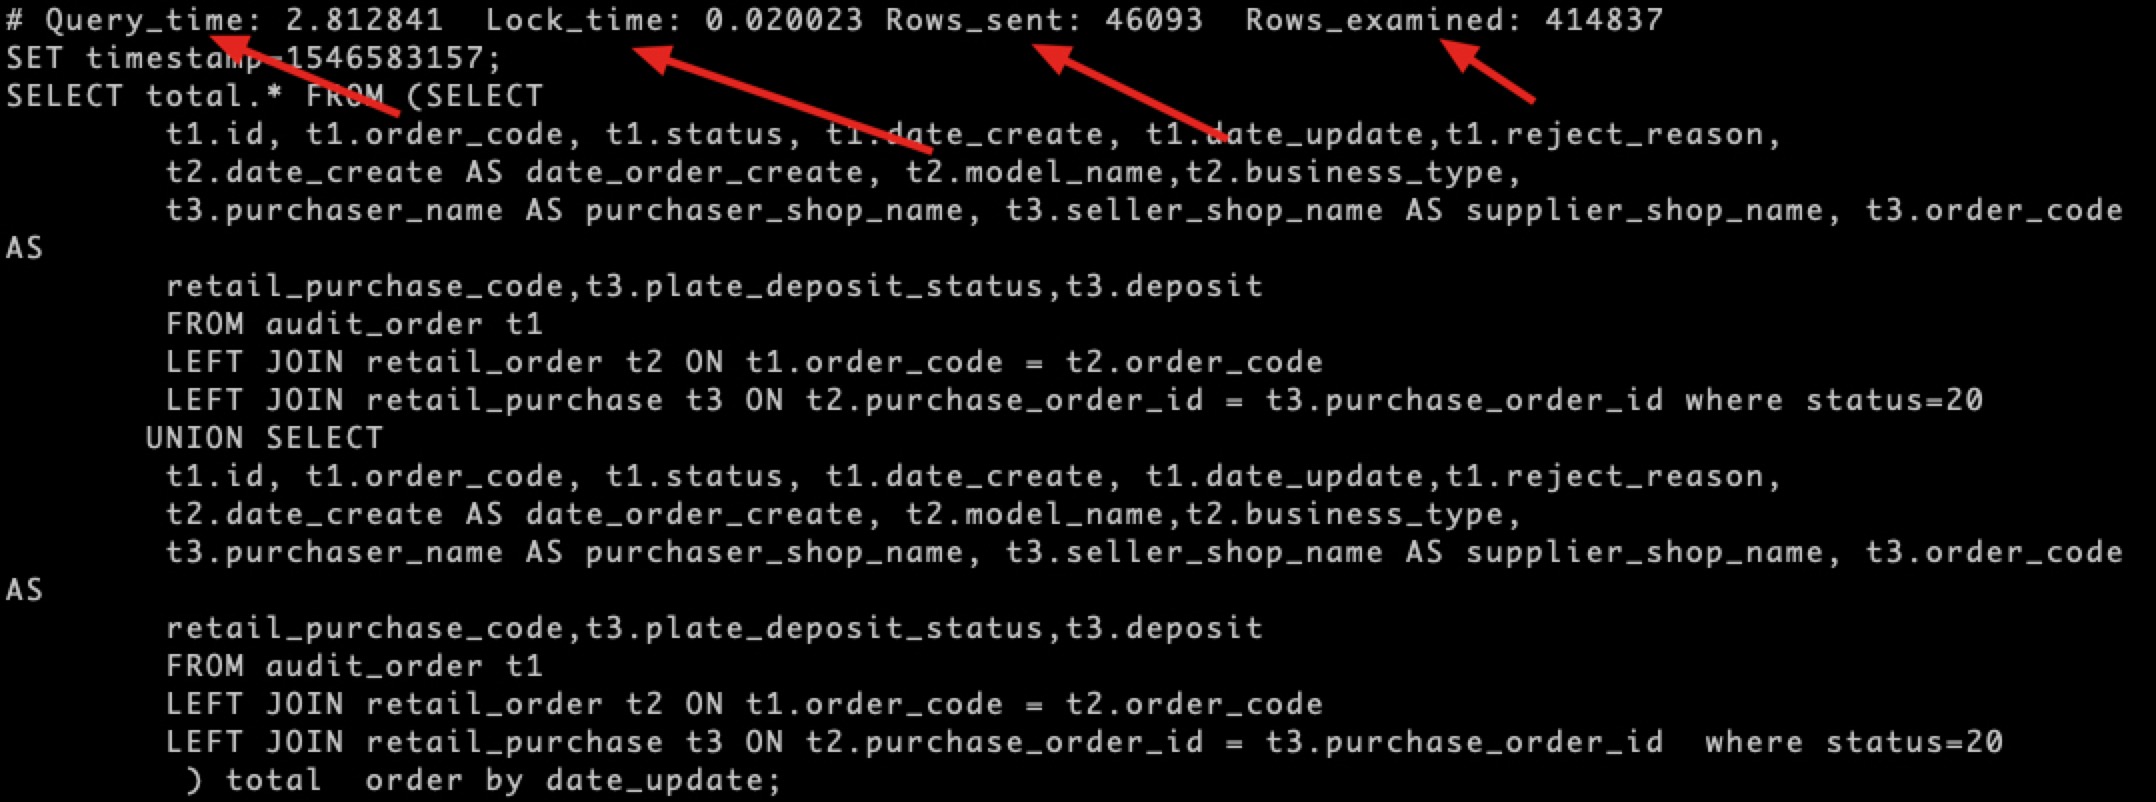 # Query_time: 2.812841  Lock_time: 0.020023 Rows_sent: 46093  Rows_examined: 414837
SET timestamp=1546583157;
SELECT total.* FROM (SELECT
        t1.id, t1.order_code, t1.status, t1.date_create, t1.date_update,t1.reject_reason,
        t2.date_create AS date_order_create, t2.model_name,t2.business_type,
        t3.purchaser_name AS purchaser_shop_name, t3.seller_shop_name AS supplier_shop_name, t3.order_code
AS
        retail_purchase_code,t3.plate_deposit_status,t3.deposit
        FROM audit_order t1
        LEFT JOIN retail_order t2 ON t1.order_code = t2.order_code
        LEFT JOIN retail_purchase t3 ON t2.purchase_order_id = t3.purchase_order_id where status=20
       UNION SELECT
        t1.id, t1.order_code, t1.status, t1.date_create, t1.date_update,t1.reject_reason,
        t2.date_create AS date_order_create, t2.model_name,t2.business_type,
        t3.purchaser_name AS purchaser_shop_name, t3.seller_shop_name AS supplier_shop_name, t3.order_code
AS
        retail_purchase_code,t3.plate_deposit_status,t3.deposit
        FROM audit_order t1
        LEFT JOIN retail_order t2 ON t1.order_code = t2.order_code
        LEFT JOIN retail_purchase t3 ON t2.purchase_order_id = t3.purchase_order_id  where status=20
         ) total  order by date_update;